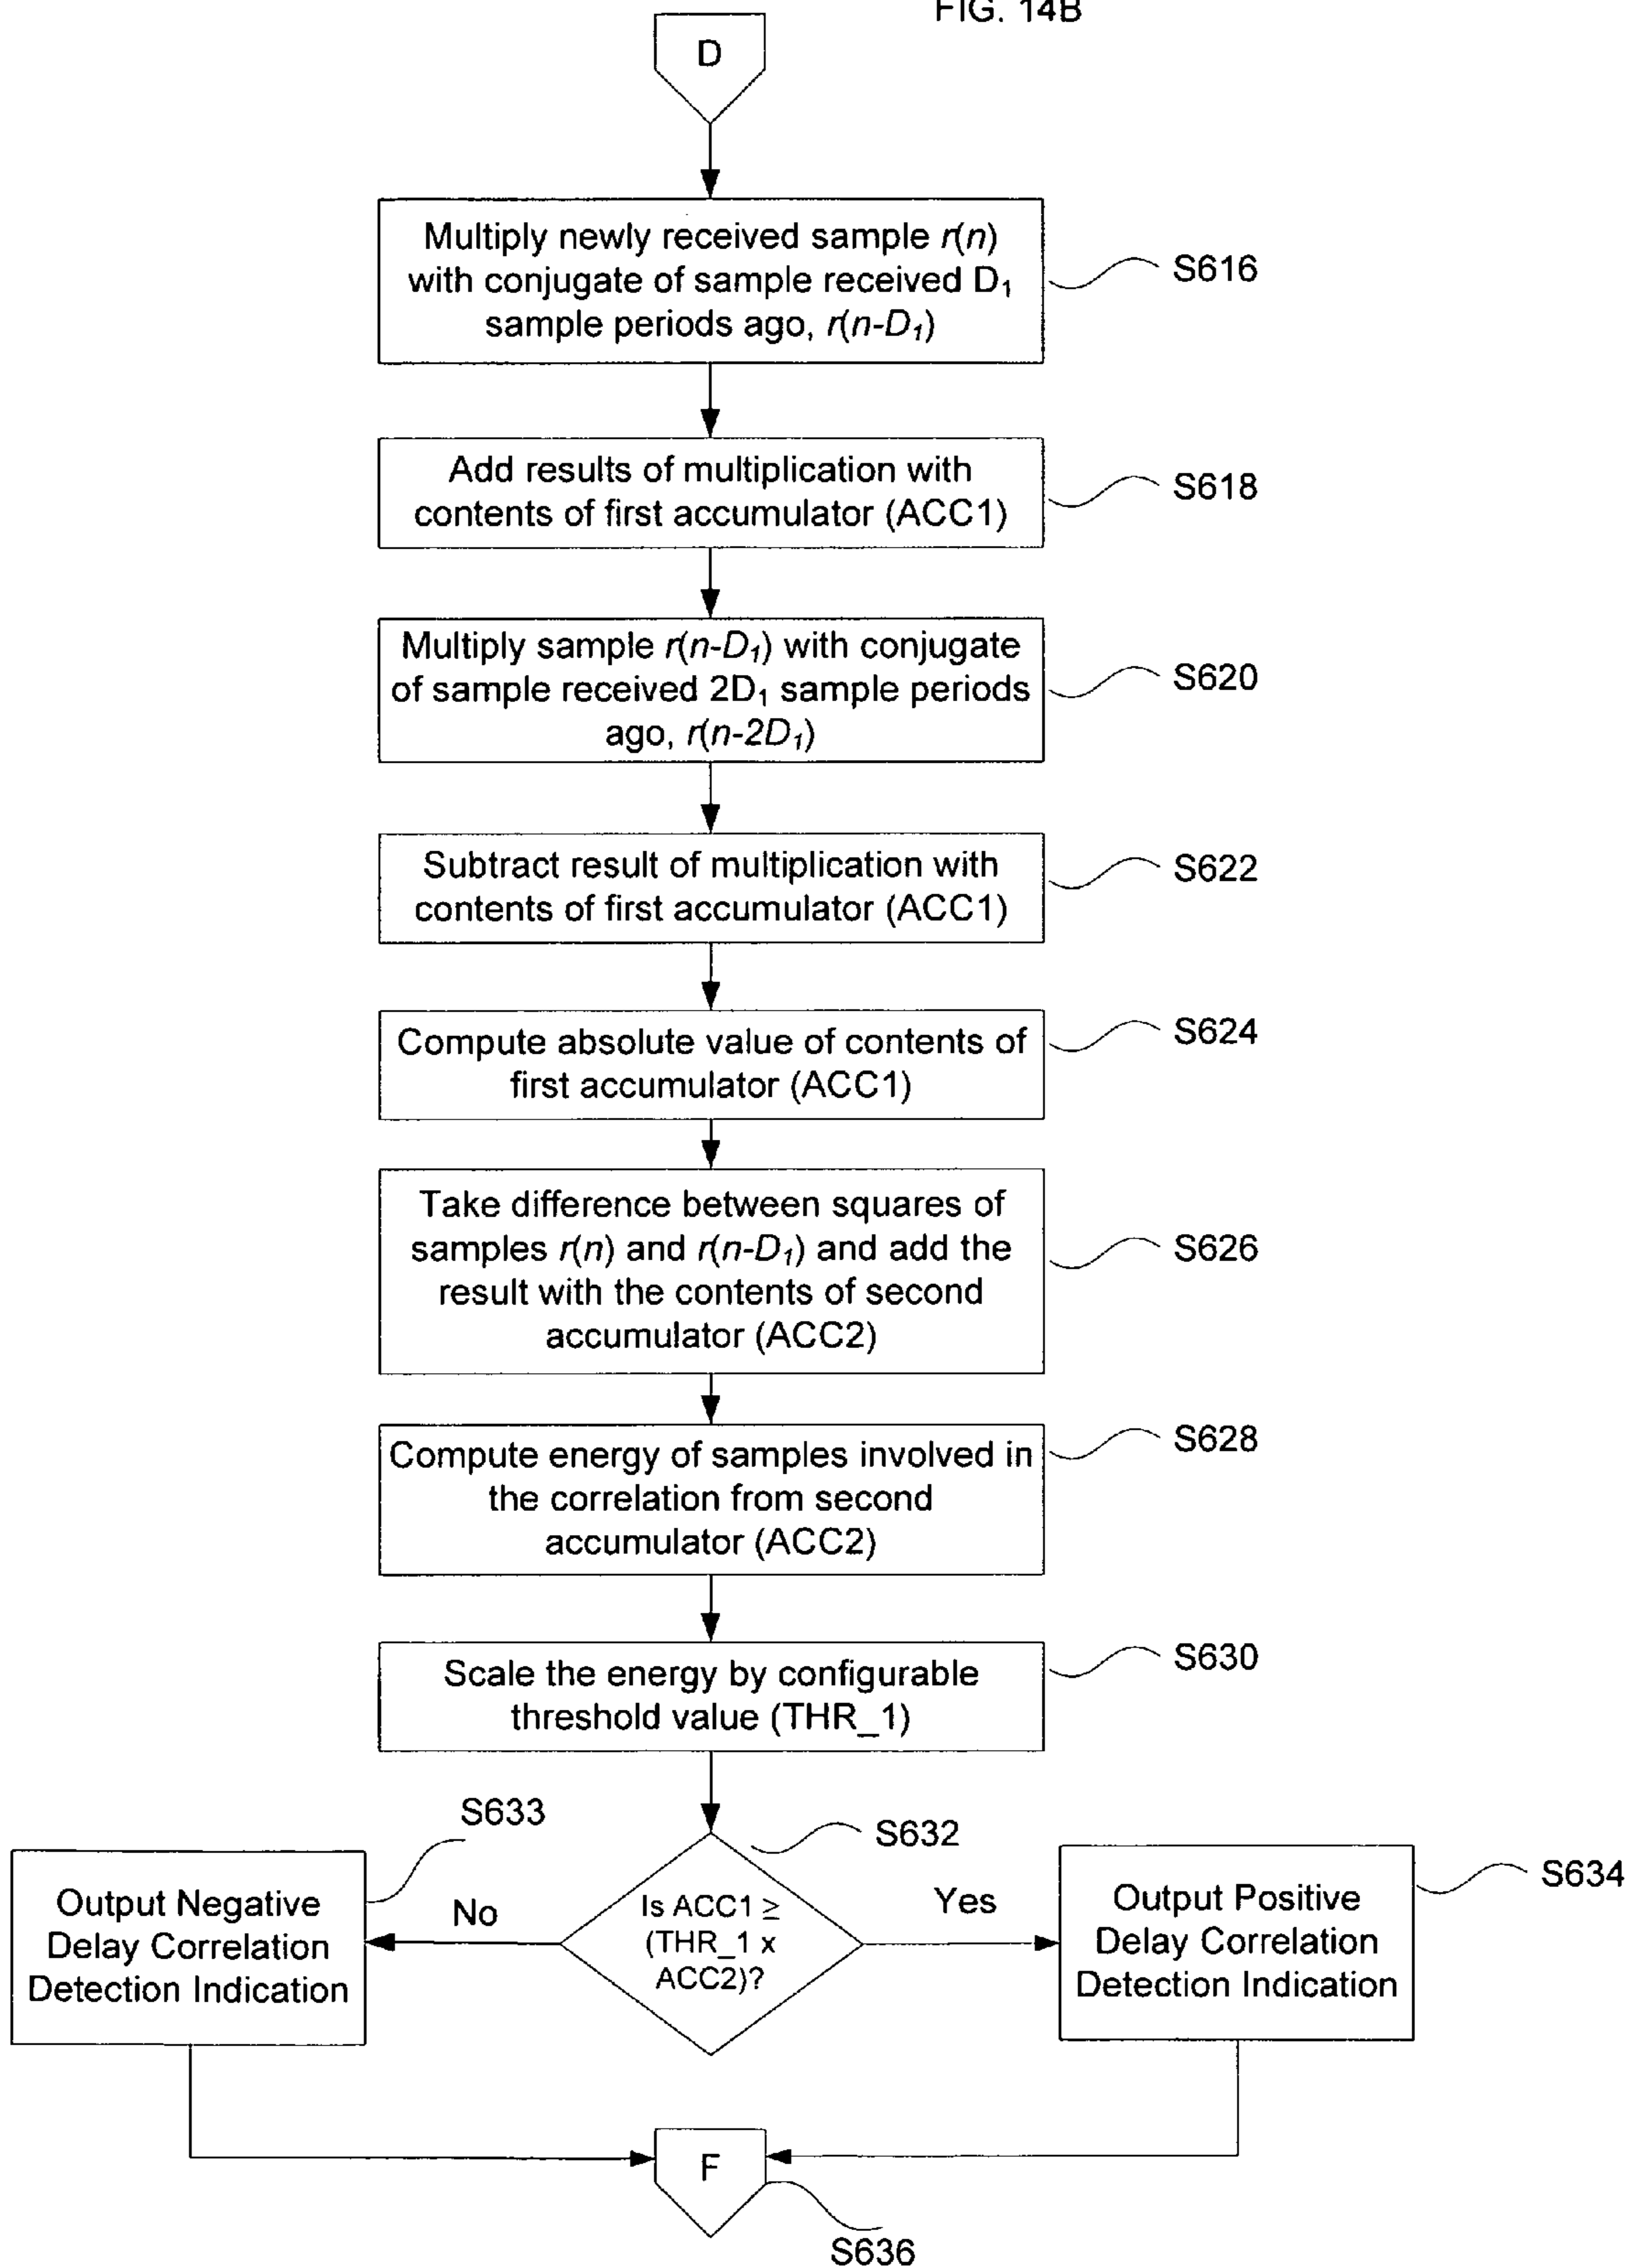 FIG. 14B
D
Multiply newly received sample r(n)
with conjugate of sample received D₁
sample periods ago, r(n-D₁)
S616
Add results of multiplication with
contents of first accumulator (ACC1)
S618
Multiply sample r(n-D₁) with conjugate
of sample received 2D₁ sample periods
ago, r(n-2D₁)
S620
Subtract result of multiplication with
contents of first accumulator (ACC1)
S622
Compute absolute value of contents of
first accumulator (ACC1)
S624
Take difference between squares of
samples r(n) and r(n-D₁) and add the
result with the contents of second
accumulator (ACC2)
S626
Compute energy of samples involved in
the correlation from second
accumulator (ACC2)
S628
Scale the energy by configurable
threshold value (THR_1)
S630
S633
Output Negative
Delay Correlation
Detection Indication
No
S632
Is ACC1 ≥
(THR_1 x
ACC2)?
Yes
S634
Output Positive
Delay Correlation
Detection Indication
F
S636